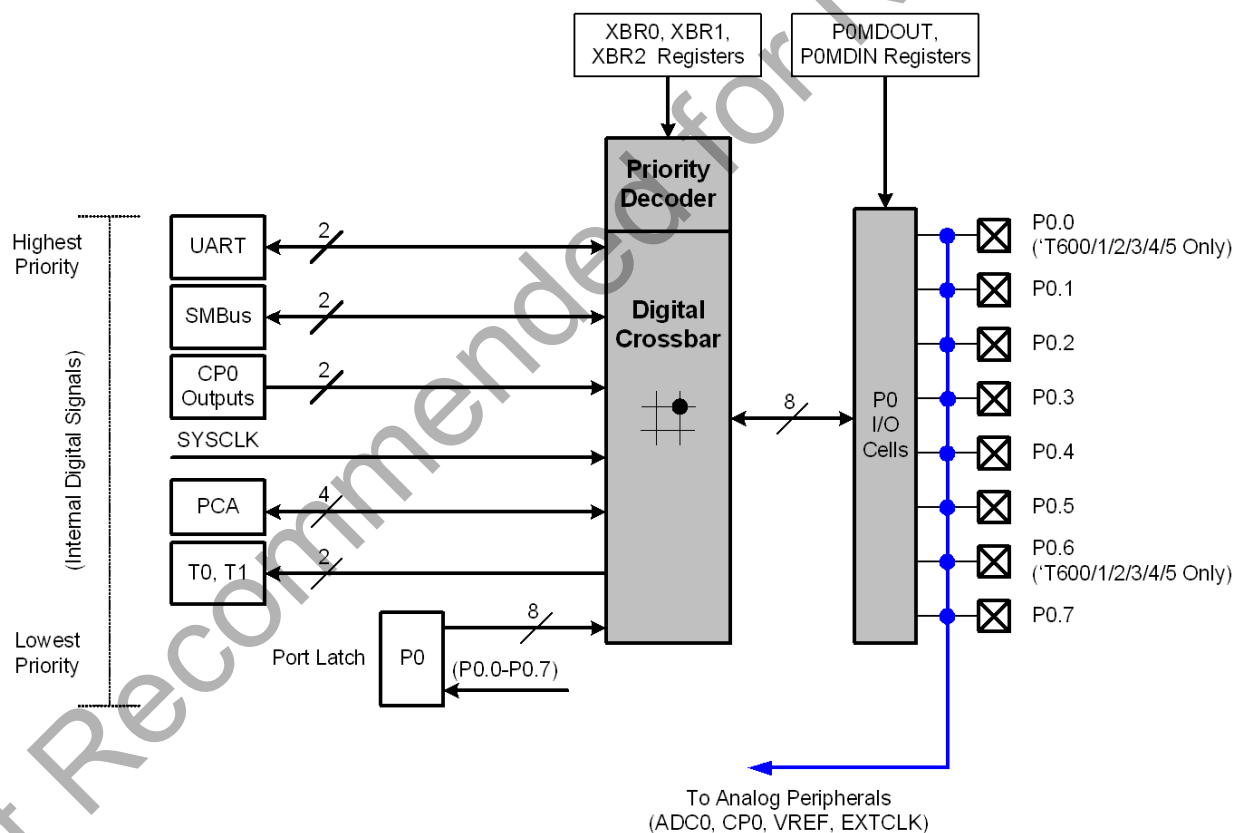 XBR0, XBR1,
XBR2 Registers
P0MDOUT,
P0MDIN Registers
Priority
Decoder
Highest
Priority
UART
2
SMBus
2
CP0
Outputs
2
SYSCLK
PCA
4
T0, T1
2
(Internal Digital Signals)
Lowest
Priority
Port Latch
P0
8
(P0.0-P0.7)
Digital
Crossbar
8
P0
I/O
Cells
P0.0
(‘T600/1/2/3/4/5 Only)
P0.1
P0.2
P0.3
P0.4
P0.5
P0.6
(‘T600/1/2/3/4/5 Only)
P0.7
To Analog Peripherals
(ADC0, CP0, VREF, EXTCLK)
Recommended for